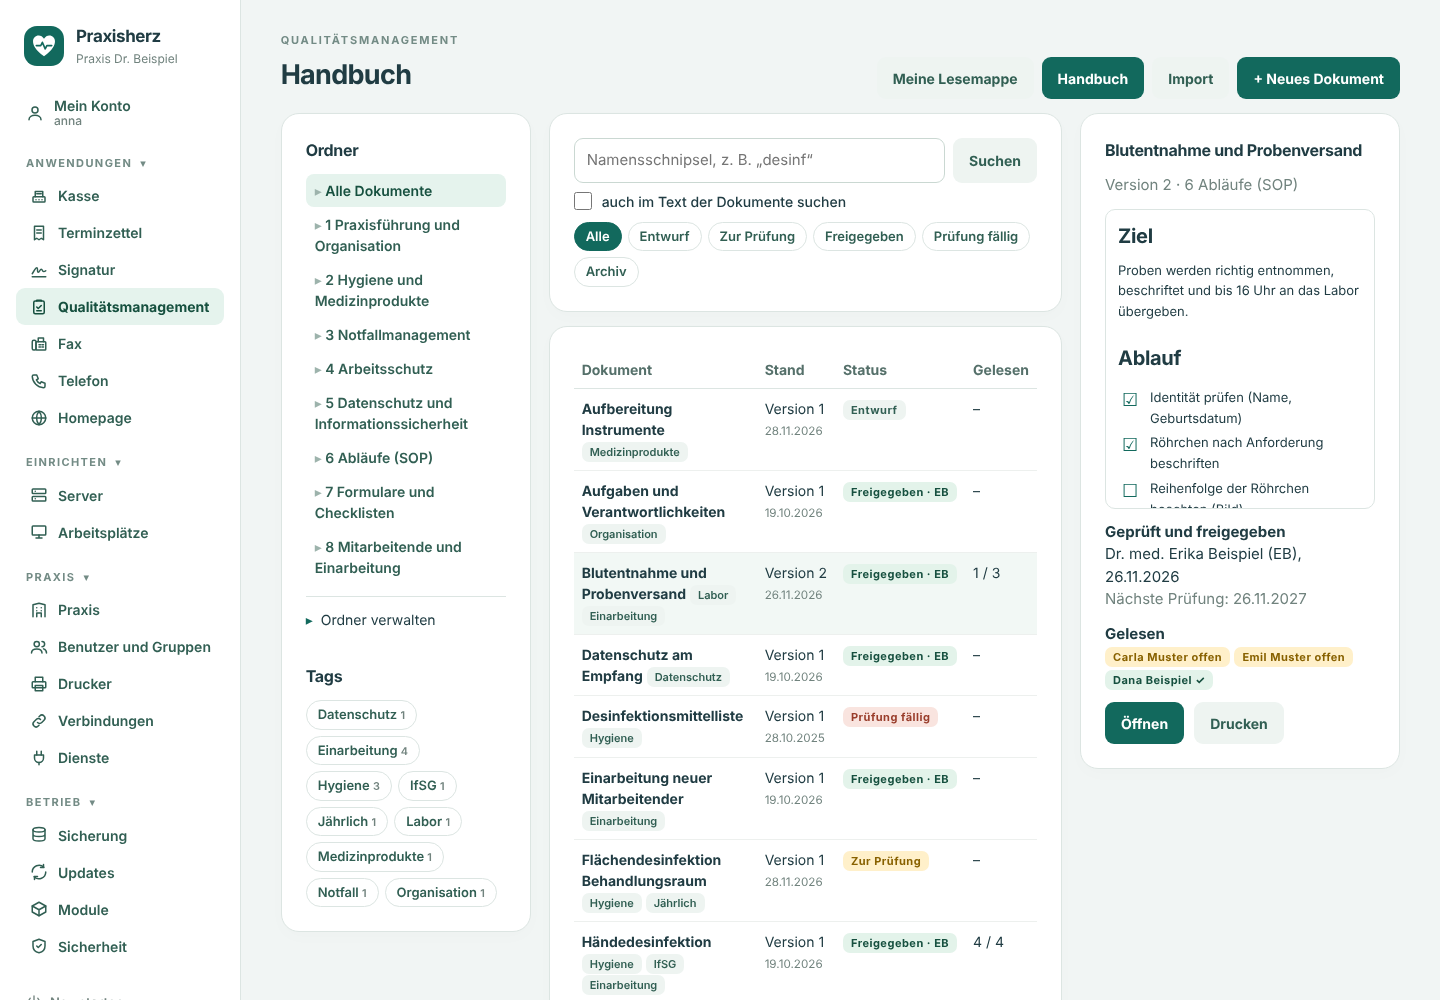 Praxisherz
Praxis Dr. Beispiel
Mein Konto
anna
ANWENDUNGEN ▾
Kasse
Terminzettel
Signatur
Qualitätsmanagement
Fax
Telefon
Homepage
EINRICHTEN ▾
Server
Arbeitsplätze
PRAXIS ▾
Praxis
Benutzer und Gruppen
Drucker
Verbindungen
Dienste
BETRIEB ▾
Sicherung
Updates
Module
Sicherheit
QUALITÄTSMANAGEMENT
Handbuch
Meine Lesemappe
Handbuch
Import
+ Neues Dokument
Ordner
▸ Alle Dokumente
▸ 1 Praxisführung und
Organisation
▸ 2 Hygiene und
Medizinprodukte
▸ 3 Notfallmanagement
▸ 4 Arbeitsschutz
▸ 5 Datenschutz und
Informationssicherheit
▸ 6 Abläufe (SOP)
▸ 7 Formulare und
Checklisten
▸ 8 Mitarbeitende und
Einarbeitung
▸ Ordner verwalten
Tags
Datenschutz 1
Einarbeitung 4
Hygiene 3 IfSG 1
Jährlich 1 Labor 1
Medizinprodukte 1
Notfall 1 Organisation 1
Namensschnipsel, z. B. „desinf“
Suchen
auch im Text der Dokumente suchen
Alle Entwurf Zur Prüfung Freigegeben Prüfung fällig
Archiv
Dokument Stand Status Gelesen
Aufbereitung Version 1 Entwurf –
Instrumente 28.11.2026
Medizinprodukte
Aufgaben und Version 1 Freigegeben · EB –
Verantwortlichkeiten 19.10.2026
Organisation
Blutentnahme und Version 2 Freigegeben · EB 1 / 3
Probenversand Labor 26.11.2026
Einarbeitung
Datenschutz am Version 1 Freigegeben · EB –
Empfang Datenschutz 19.10.2026
Desinfektionsmittelliste Version 1 Prüfung fällig –
Hygiene 28.10.2025
Einarbeitung neuer Version 1 Freigegeben · EB –
Mitarbeitender 19.10.2026
Einarbeitung
Flächendesinfektion Version 1 Zur Prüfung –
Behandlungsraum 28.11.2026
Hygiene Jährlich
Händedesinfektion Version 1 Freigegeben · EB 4 / 4
Hygiene IfSG 19.10.2026
Einarbeitung
Blutentnahme und Probenversand
Version 2 · 6 Abläufe (SOP)
Ziel
Proben werden richtig entnommen,
beschriftet und bis 16 Uhr an das Labor
übergeben.
Ablauf
☑ Identität prüfen (Name,
Geburtsdatum)
☑ Röhrchen nach Anforderung
beschriften
☐ Reihenfolge der Röhrchen
Geprüft und freigegeben
Dr. med. Erika Beispiel (EB),
26.11.2026
Nächste Prüfung: 26.11.2027
Gelesen
Carla Muster offen Emil Muster offen
Dana Beispiel ✓
Öffnen Drucken